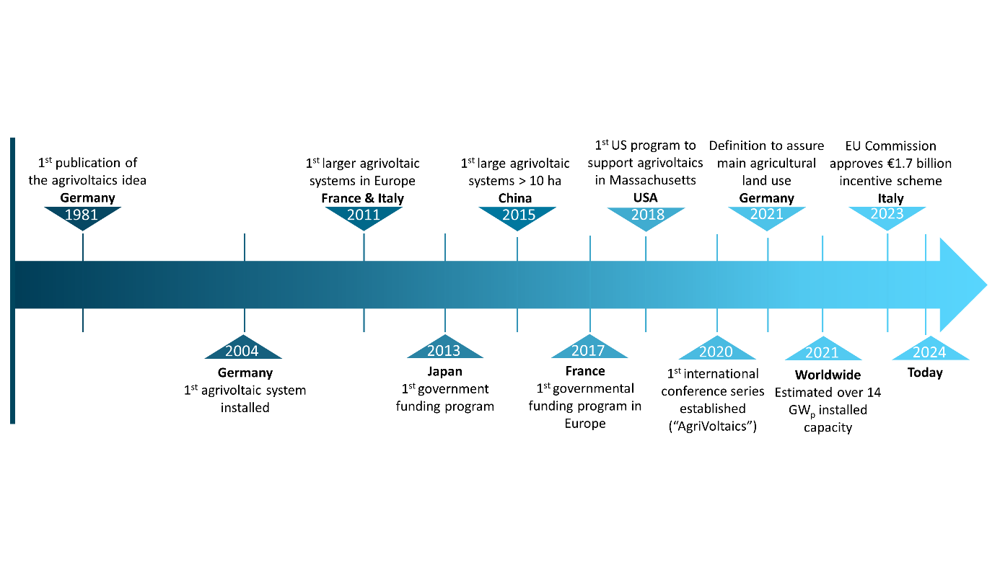 1st publication of
the agrivoltaics idea
Germany
1981
1st larger agrivoltaic
systems in Europe
France & Italy
2011
1st large agrivoltaic
systems > 10 ha
China
2015
1st US program to
support agrivoltaics
in Massachusetts
USA
2018
Definition to assure
main agricultural
land use
Germany
2021
EU Commission
approves €1.7 billion
incentive scheme
Italy
2023
2004
Germany
1st agrivoltaic system
installed
2013
Japan
1st government
funding program
2017
France
1st governmental
funding program in
Europe
2020
1st international
conference series
established
(“AgriVoltaics”)
2021
Worldwide
Estimated over 14
GWp installed
capacity
2024
Today